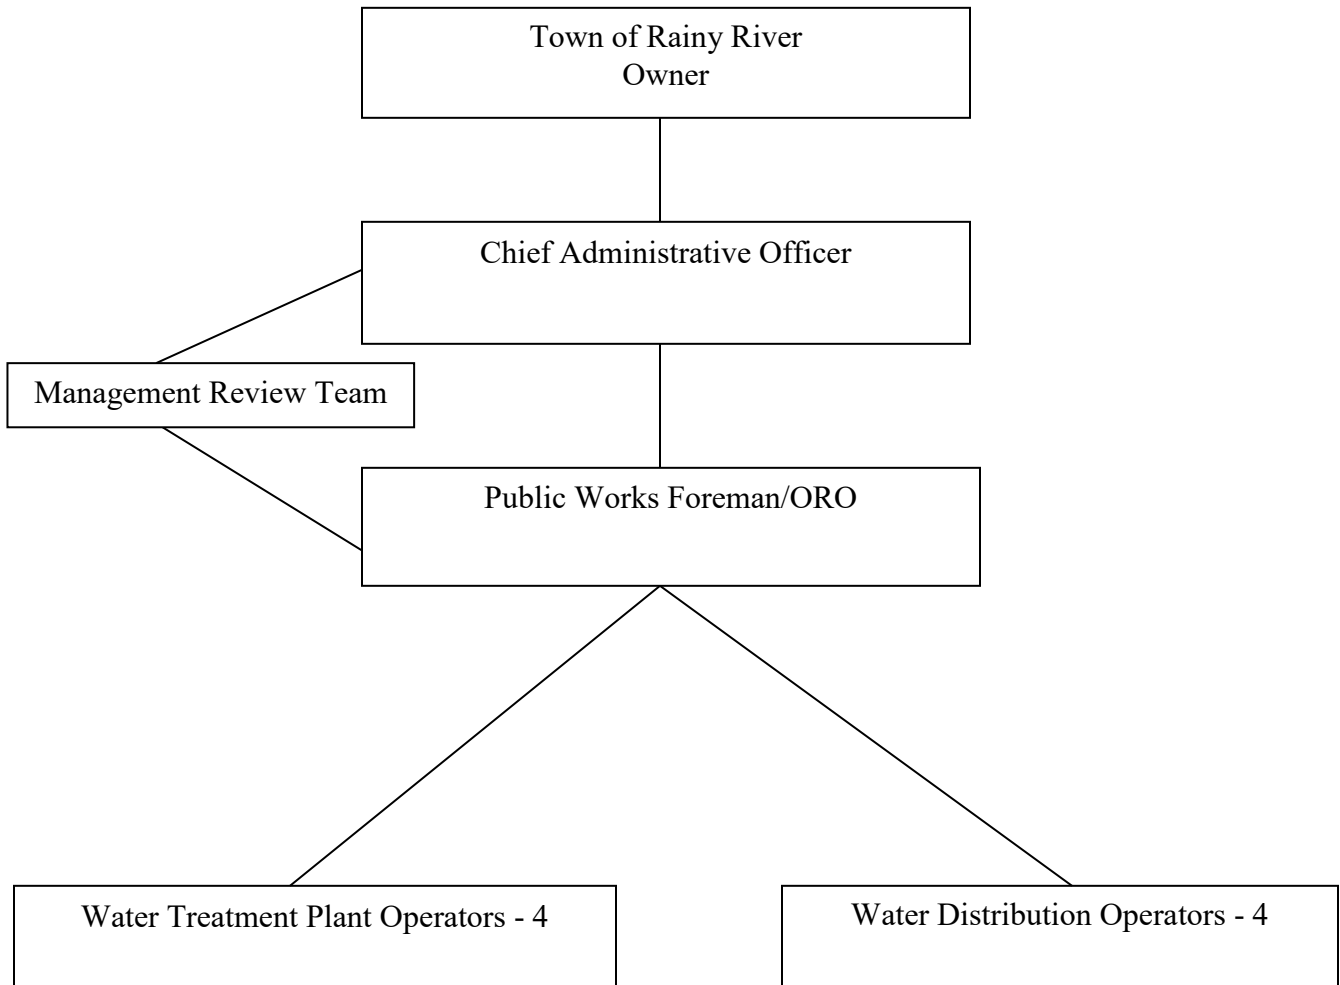 Town of Rainy River
Owner
Chief Administrative Officer
Management Review Team
Public Works Foreman/ORO
Water Treatment Plant Operators - 4
Water Distribution Operators - 4